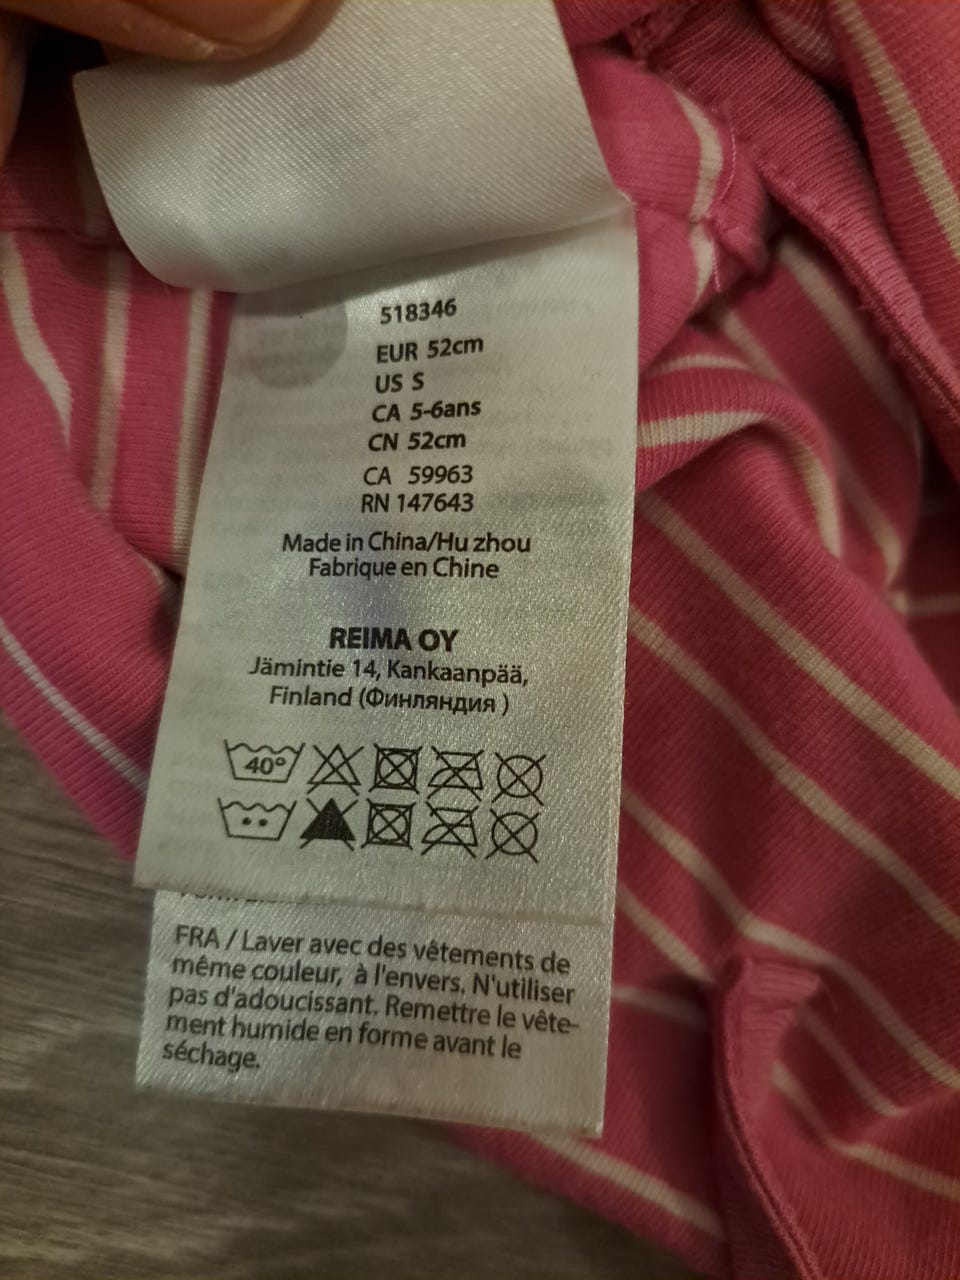 518346
EUR 52cm
US S
CA 5-6ans
CN 52cm
CA 59963
RN 147643
Made in China/Hu zhou
Fabrique en Chine
REIMA OY
Jämintie 14, Kankaanpää,
Finland (Финляндия )
40°
FRA / Laver avec des vêtements de
même couleur, à l'envers. N'utiliser
pas d'adoucissant. Remettre le vête-
ment humide en forme avant le
séchage.